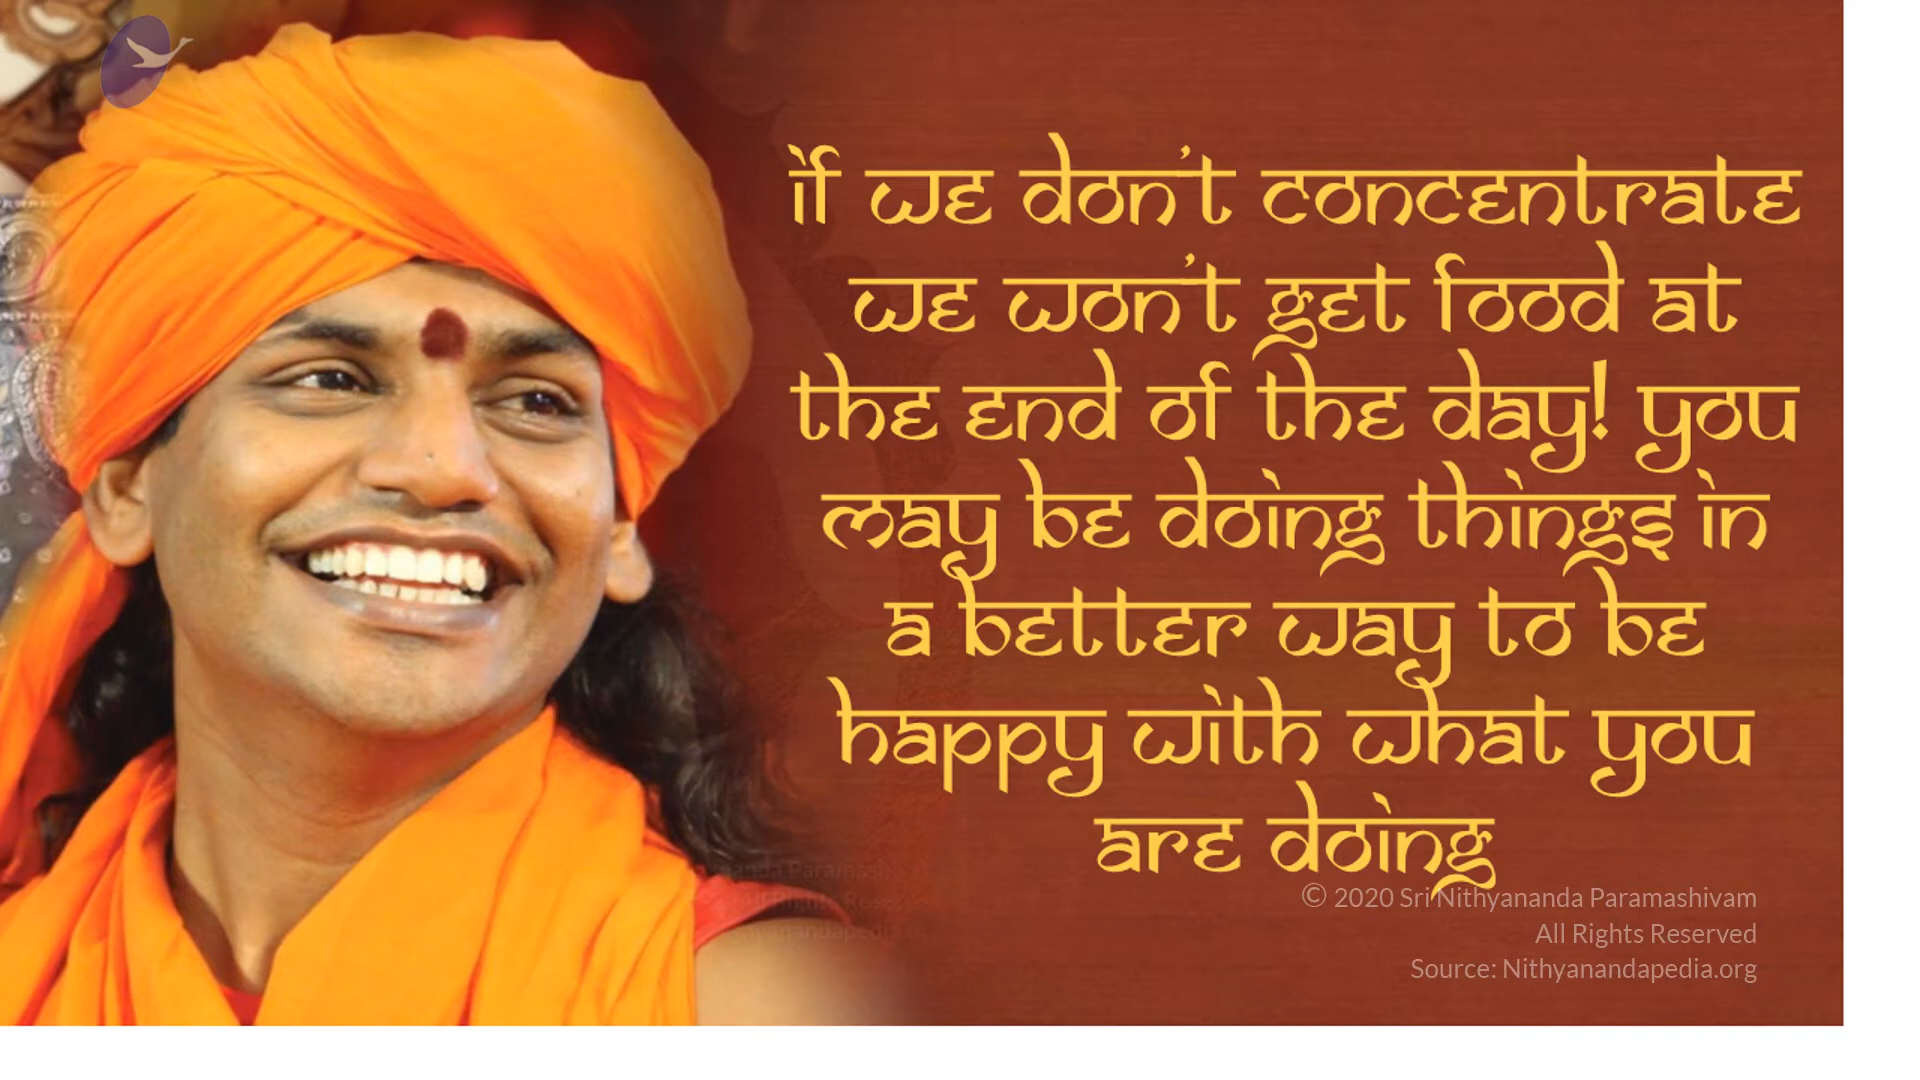 if we don't concentrate
we won't get food at
the end of the day! you
may be doing things in
a better way to be
happy with what you
are doing
© 2020 Sri Nithyananda Paramashivam
All Rights Reserved
Source: Nithyanandapedia.org